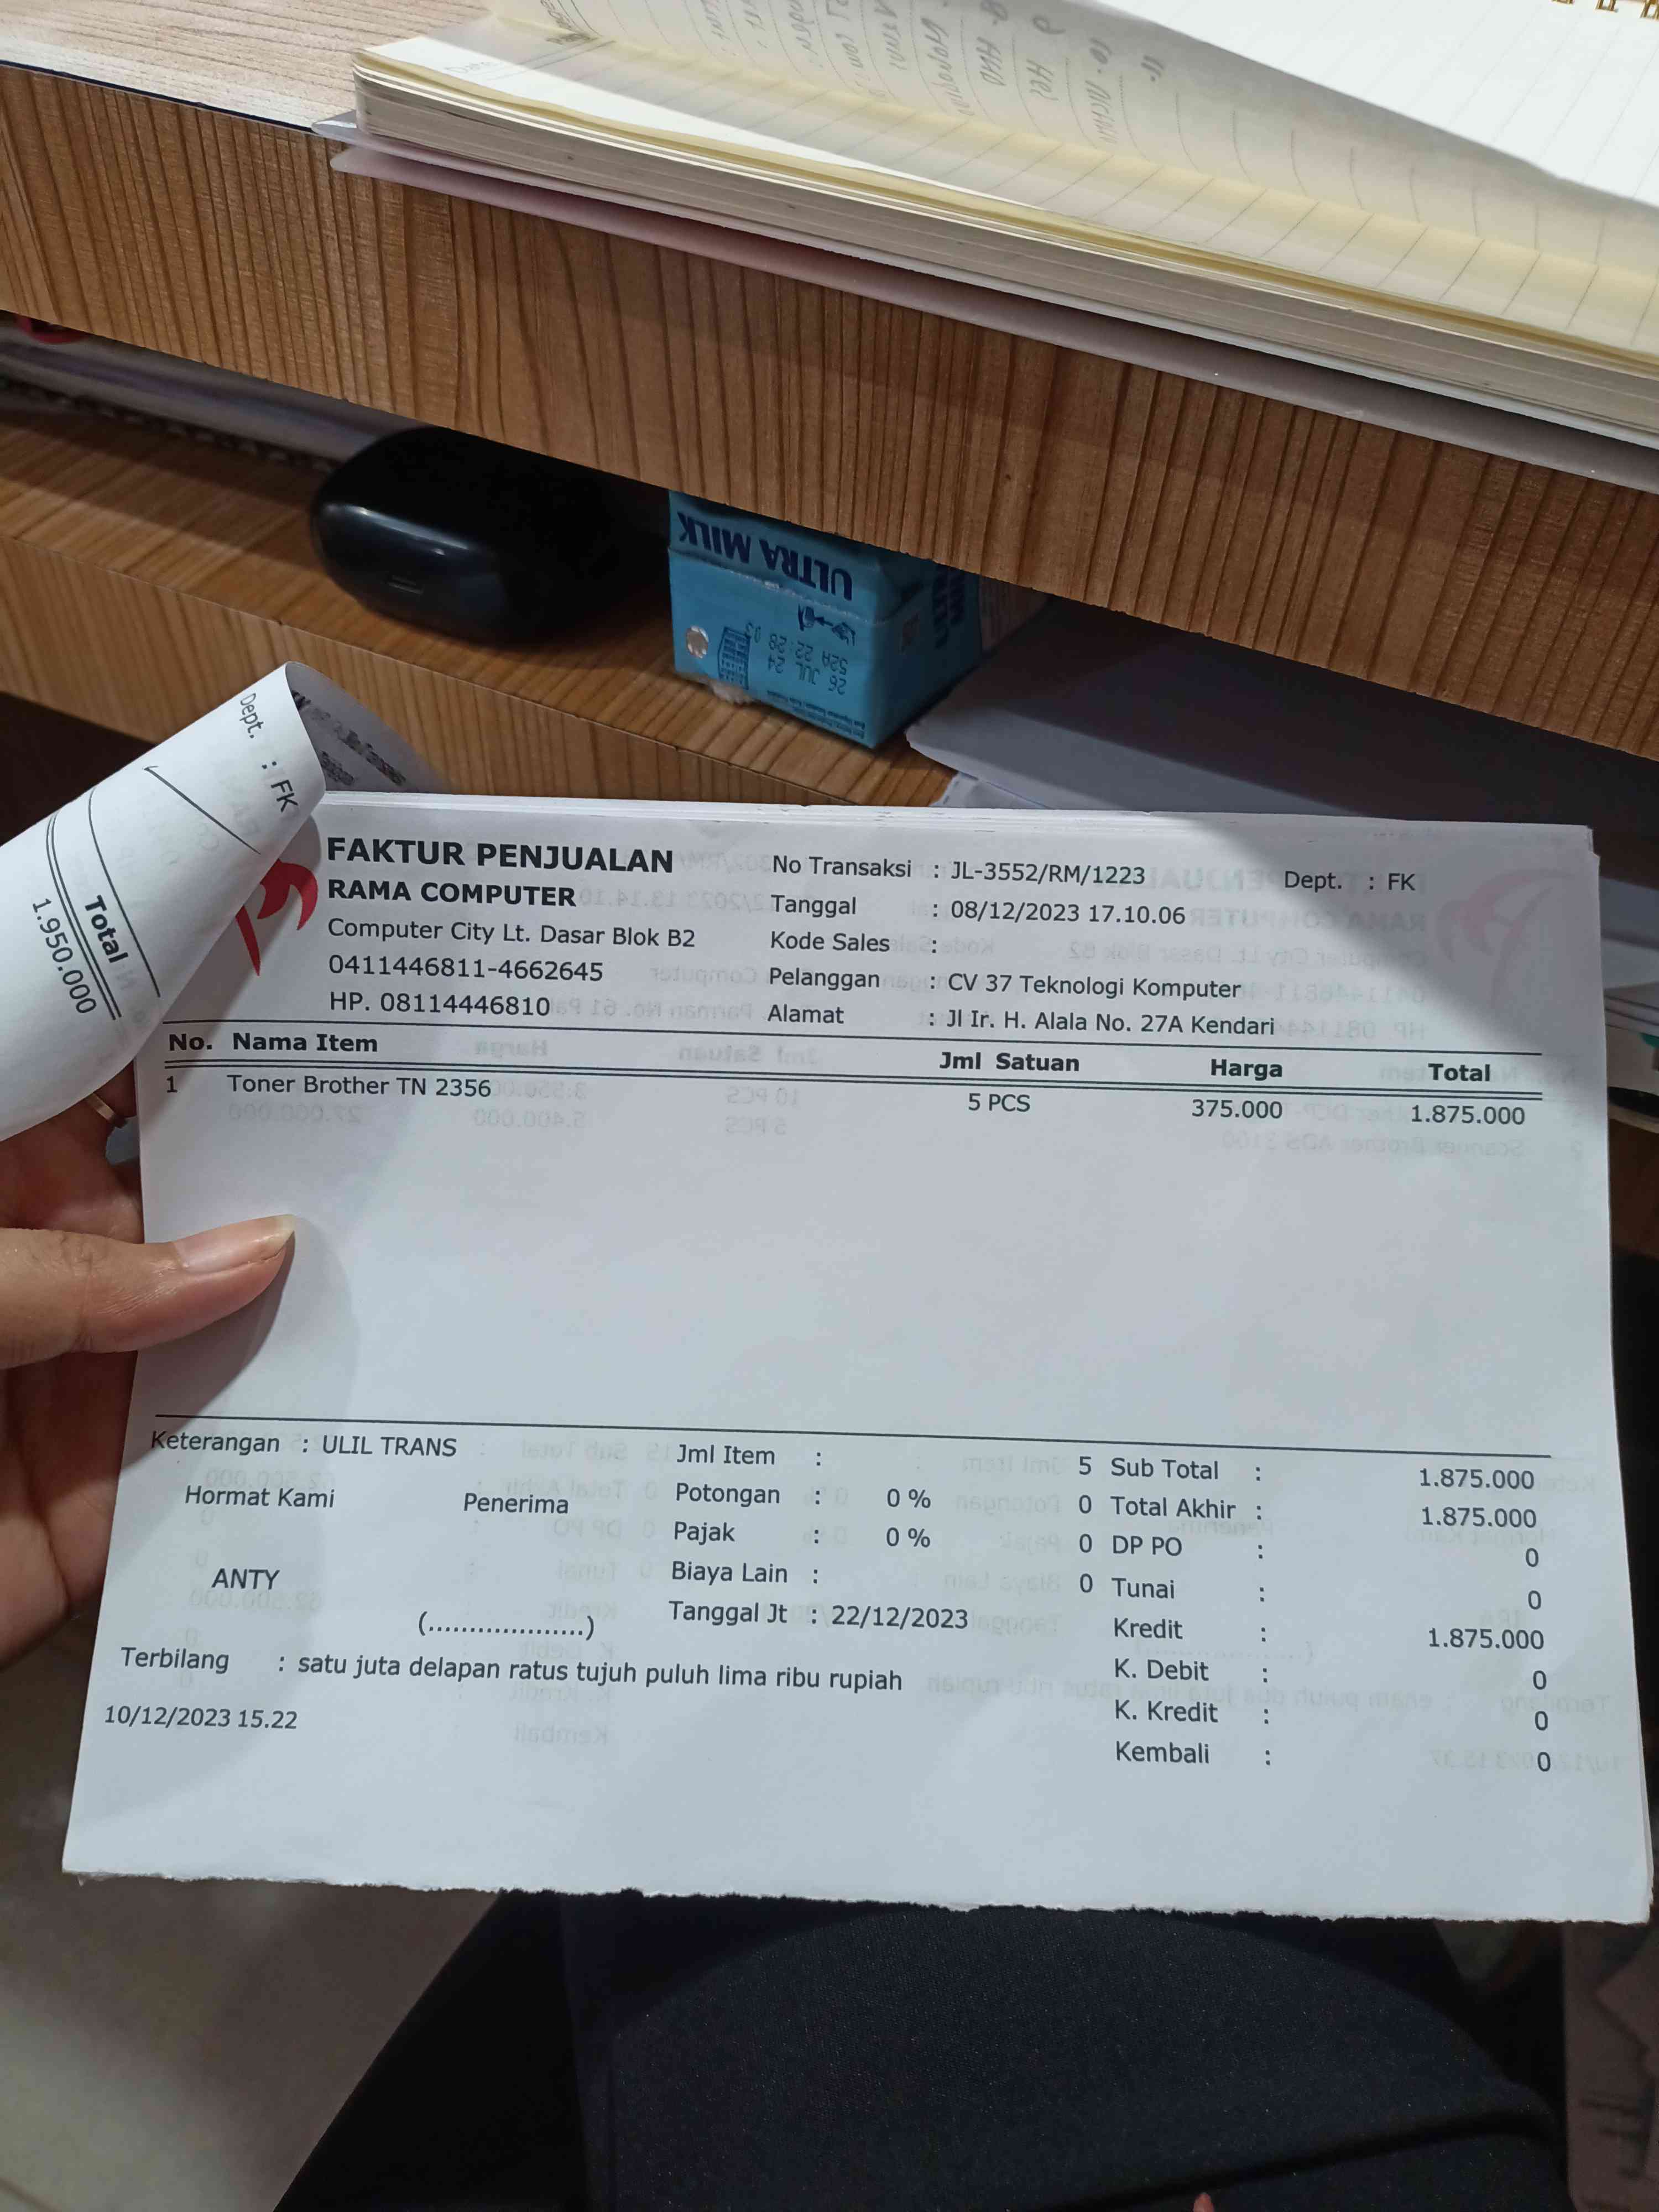 ULTRA MILK
26 JUL 24
52A 22:28 03
Dept. : FK
Total
1.950.000
FAKTUR PENJUALAN
RAMA COMPUTER
Computer City Lt. Dasar Blok B2
0411446811-4662645
HP. 08114446810
No Transaksi : JL-3552/RM/1223
Dept. : FK
Tanggal : 08/12/2023 17.10.06
Kode Sales :
Pelanggan : CV 37 Teknologi Komputer
Alamat : Jl Ir. H. Alala No. 27A Kendari
No. Nama Item Jml Satuan Harga Total
1 Toner Brother TN 2356 5 PCS 375.000 1.875.000
Keterangan : ULIL TRANS
Hormat Kami Penerima
ANTY
(...................)
Jml Item : 5
Potongan : 0 % 0
Pajak : 0 % 0
Biaya Lain : 0
Tanggal Jt : 22/12/2023
Sub Total : 1.875.000
Total Akhir : 1.875.000
DP PO : 0
Tunai : 0
Kredit : 1.875.000
K. Debit : 0
K. Kredit : 0
Kembali : 0
Terbilang : satu juta delapan ratus tujuh puluh lima ribu rupiah
10/12/2023 15.22